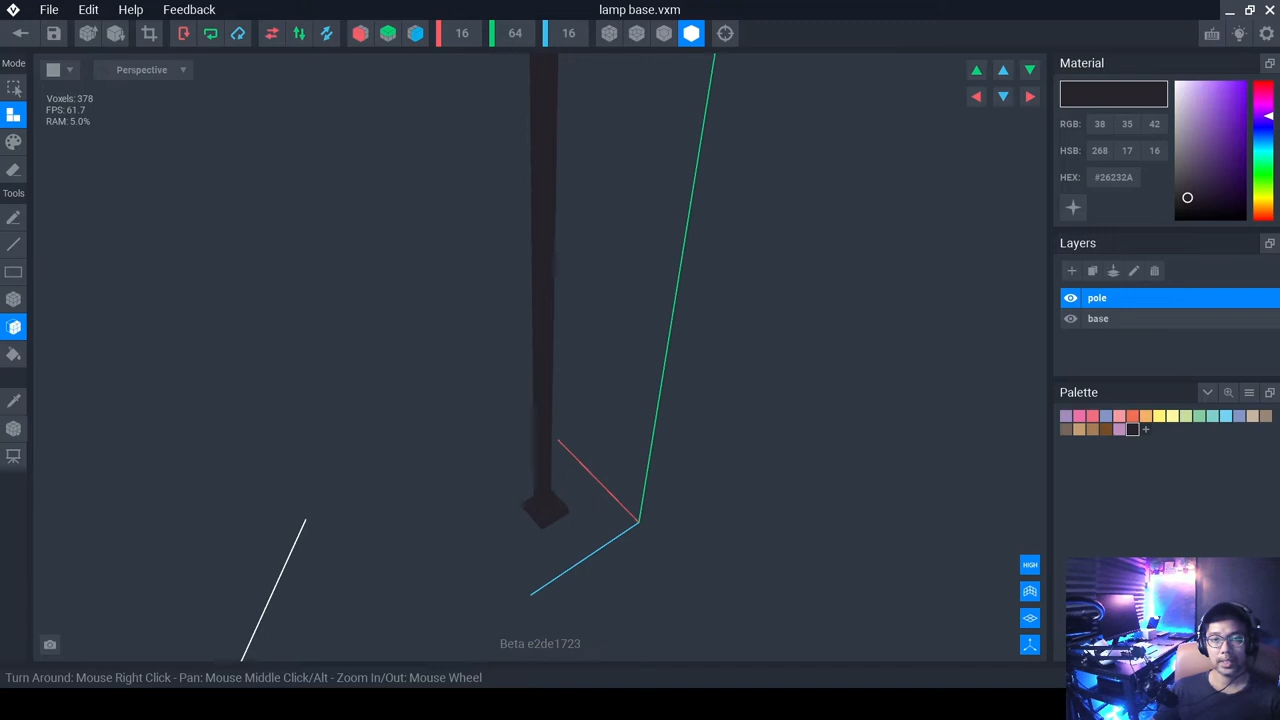 File Edit Help Feedback lamp base.vxm
16 64 16
Mode
Perspective
Material
Voxels: 378
FPS: 61.7
RAM: 5.0%
RGB: 38 35 42
HSB: 268 17 16
HEX: #26232A
Tools
Layers
pole
base
Palette
HIGH
Beta e2de1723
Turn Around: Mouse Right Click - Pan: Mouse Middle Click/Alt - Zoom In/Out: Mouse Wheel